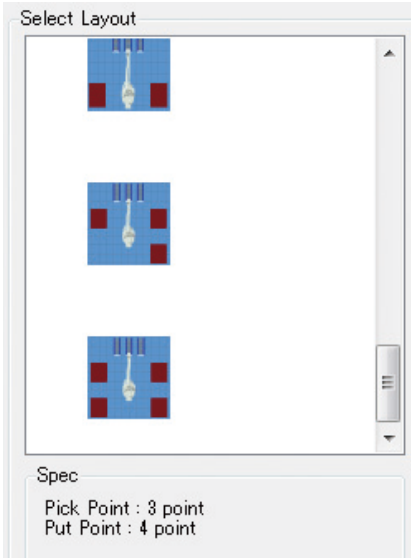 Select Layout
Spec
Pick Point : 3 point
Put Point : 4 point